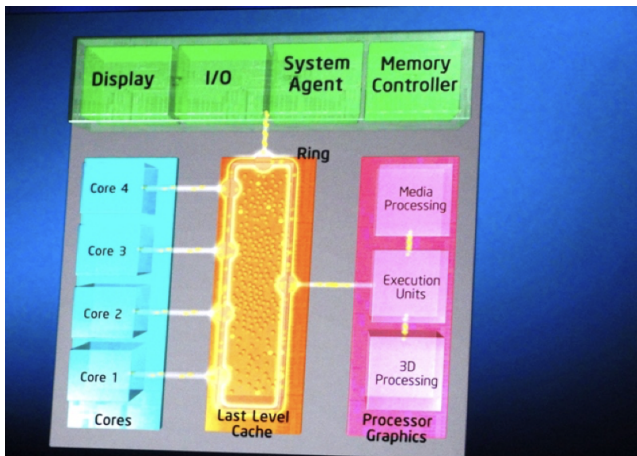 Display
I/O
System
Agent
Memory
Controller
Ring
Core 4
Core 3
Core 2
Core 1
Cores
Last Level
Cache
Media
Processing
Execution
Units
3D
Processing
Processor
Graphics